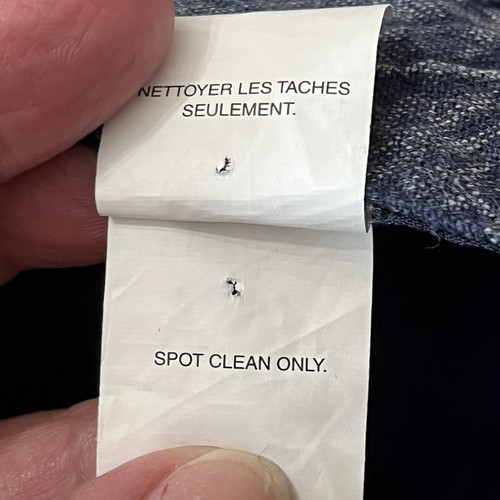 NETTOYER LES TACHES
SEULEMENT.
SPOT CLEAN ONLY.